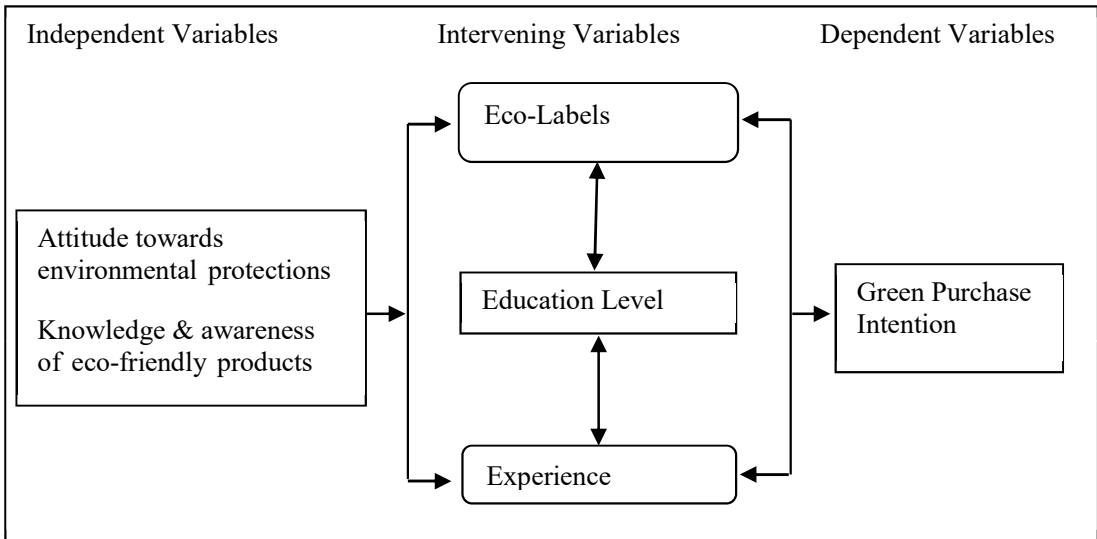 Independent Variables
Intervening Variables
Dependent Variables
Eco-Labels
Attitude towards
environmental protections
Knowledge & awareness
of eco-friendly products
Education Level
Green Purchase
Intention
Experience